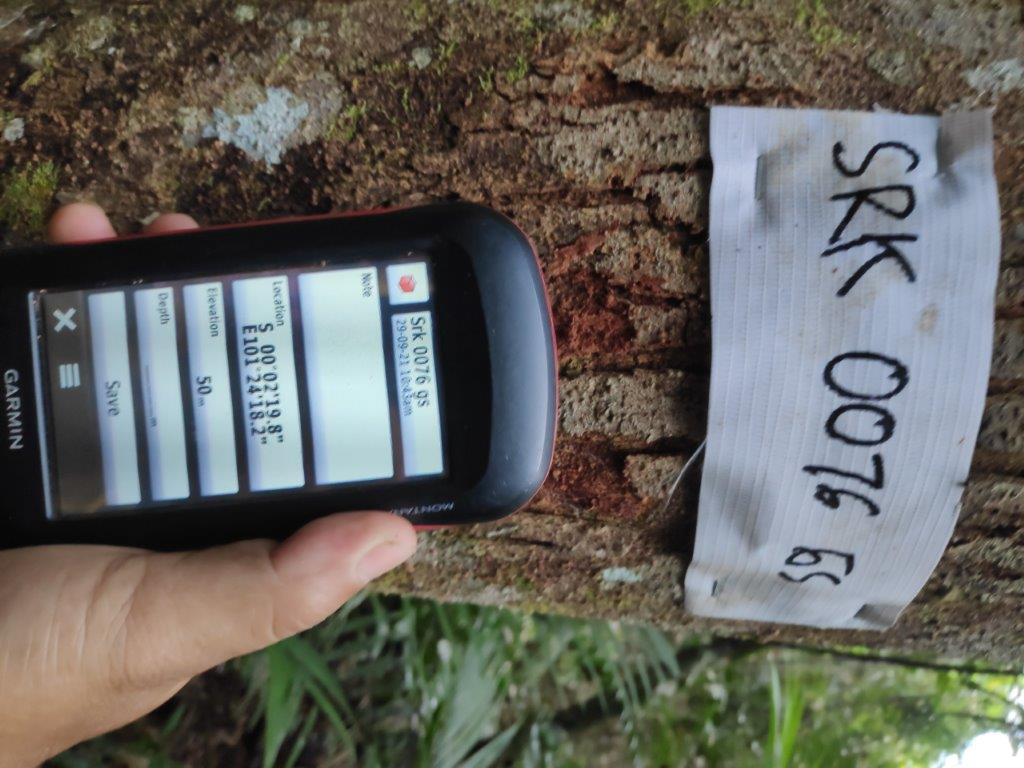 SRK 0076 GS
MONTANA
Srk 0076 gs
29-09-21 10:43am
Note
Location
S 00°02'19.8"
E101°24'18.2"
Elevation
50 m
Depth
m
Save
GARMIN